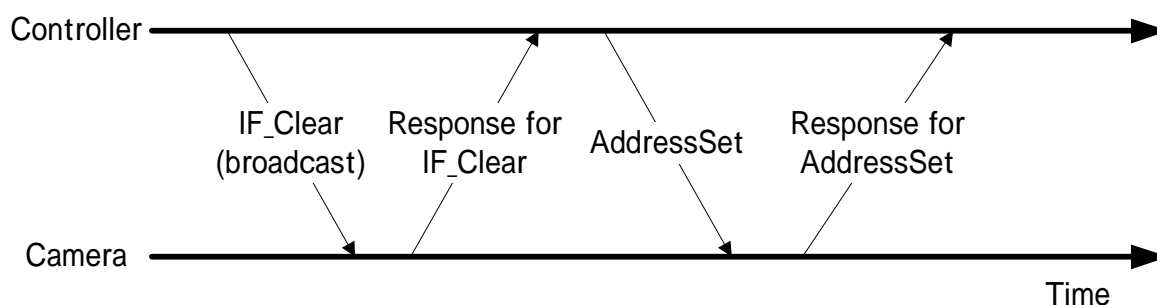 Controller
IF_Clear
(broadcast)
Response for
IF_Clear
AddressSet
Response for
AddressSet
Camera
Time